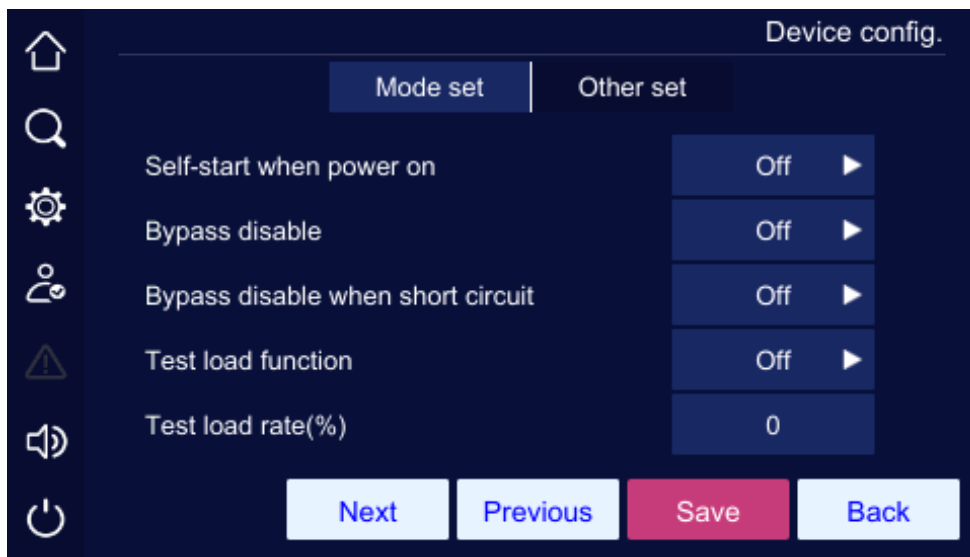 Device config.
Mode set Other set
Self-start when power on Off
Bypass disable Off
Bypass disable when short circuit Off
Test load function Off
Test load rate(%) 0
Next Previous Save Back